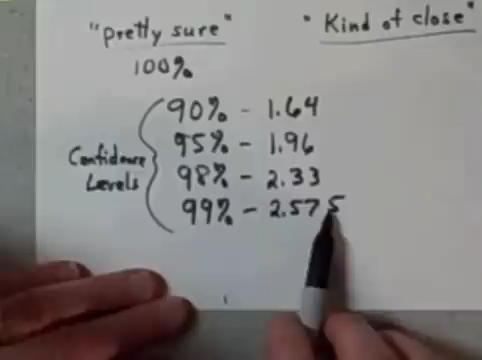 "pretty sure"
"Kind of close"
100%
90% - 1.64
95% - 1.96
98% - 2.33
99% - 2.575
Confidence
Levels